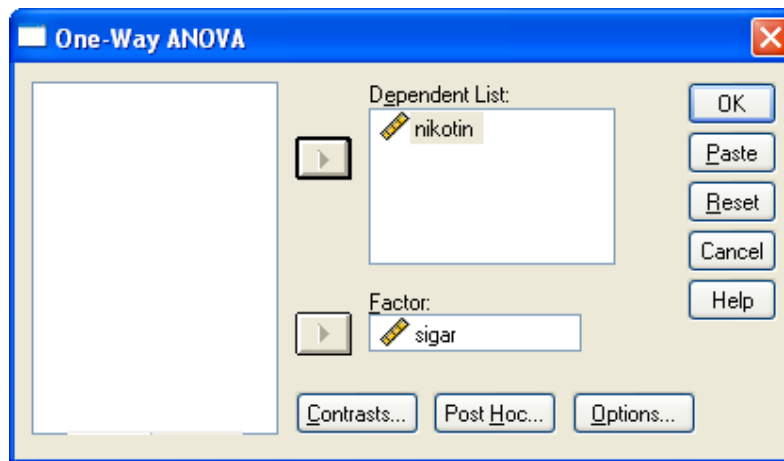 One-Way ANOVA
Dependent List:
nikotin
Factor:
sigar
OK
Paste
Reset
Cancel
Help
Contrasts... Post Hoc... Options...